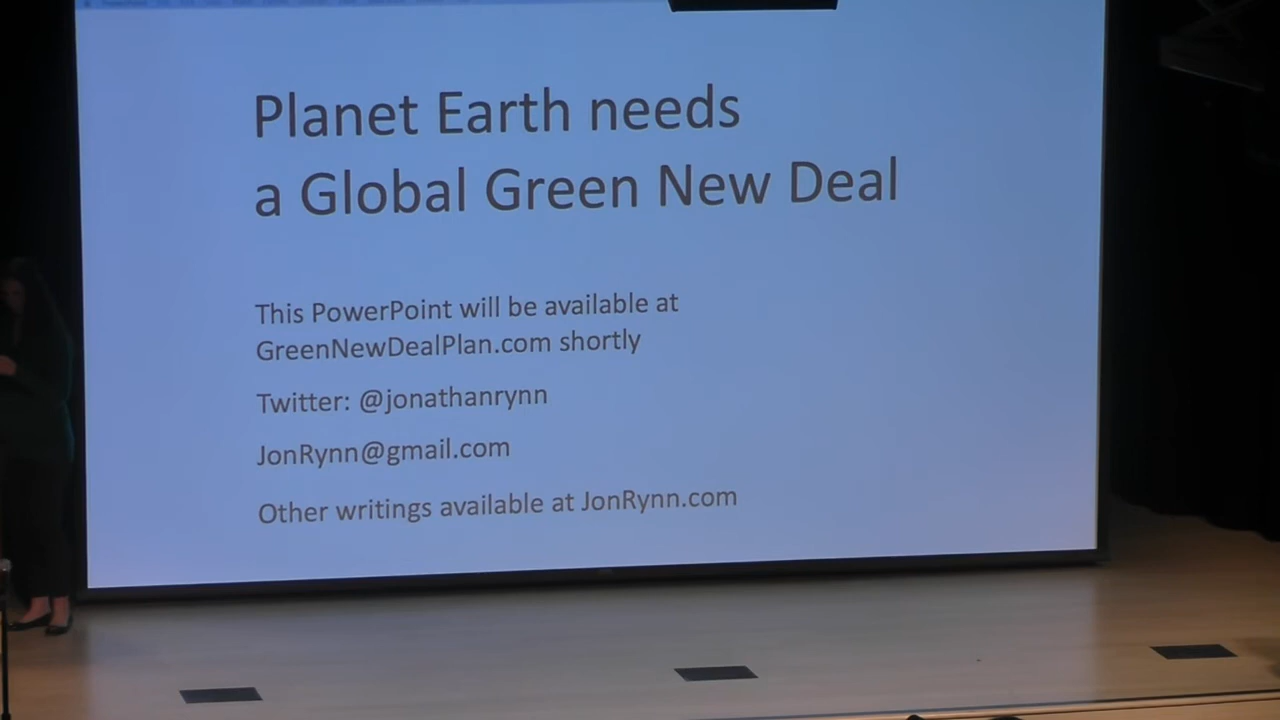 Planet Earth needs
a Global Green New Deal
This PowerPoint will be available at
GreenNewDealPlan.com shortly
Twitter: @jonathanrynn
JonRynn@gmail.com
Other writings available at JonRynn.com